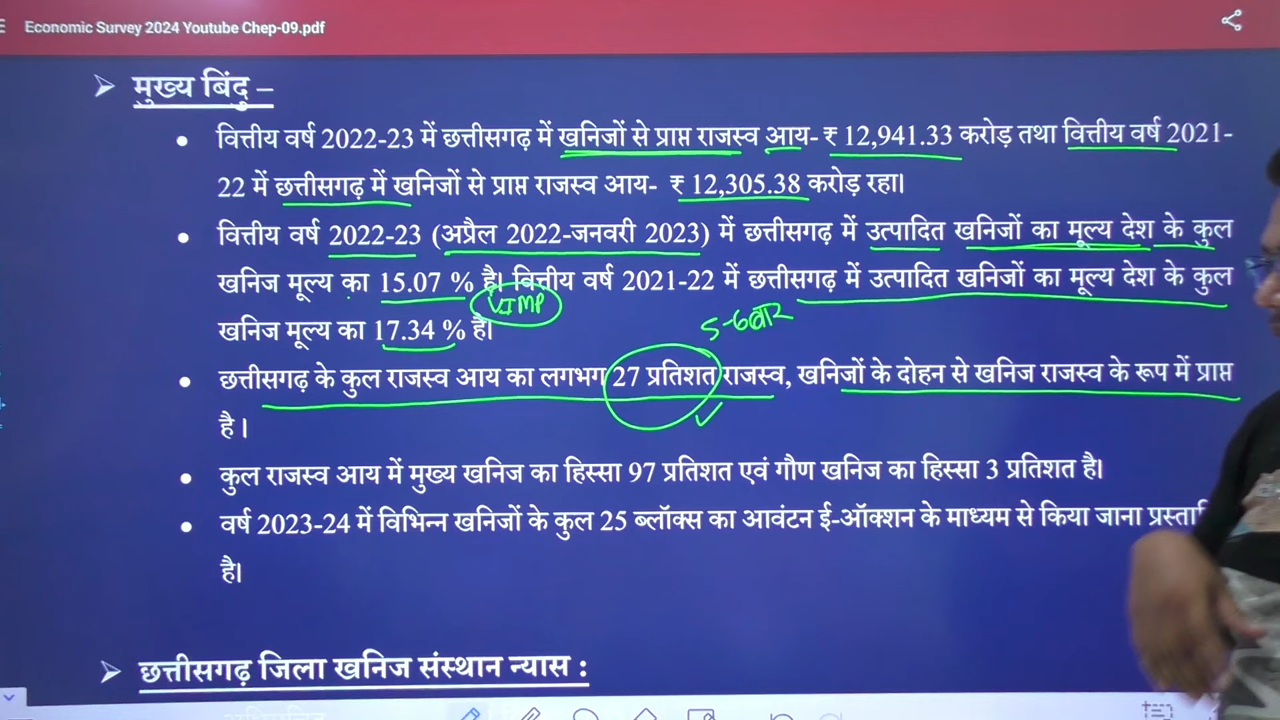 Economic Survey 2024 Youtube Chep-09.pdf
➢ मुख्य बिंदु –
• वित्तीय वर्ष 2022-23 में छत्तीसगढ़ में खनिजों से प्राप्त राजस्व आय- ₹ 12,941.33 करोड़ तथा वित्तीय वर्ष 2021-
22 में छत्तीसगढ़ में खनिजों से प्राप्त राजस्व आय- ₹ 12,305.38 करोड़ रहा।
• वित्तीय वर्ष 2022-23 (अप्रैल 2022-जनवरी 2023) में छत्तीसगढ़ में उत्पादित खनिजों का मूल्य देश के कुल
खनिज मूल्य का 15.07 % है। वित्तीय वर्ष 2021-22 में छत्तीसगढ़ में उत्पादित खनिजों का मूल्य देश के कुल
VIMP
खनिज मूल्य का 17.34 % है।
5-6बार
• छत्तीसगढ़ के कुल राजस्व आय का लगभग 27 प्रतिशत राजस्व, खनिजों के दोहन से खनिज राजस्व के रूप में प्राप्त
है।
• कुल राजस्व आय में मुख्य खनिज का हिस्सा 97 प्रतिशत एवं गौण खनिज का हिस्सा 3 प्रतिशत है।
• वर्ष 2023-24 में विभिन्न खनिजों के कुल 25 ब्लॉक्स का आवंटन ई-ऑक्शन के माध्यम से किया जाना
है।
➢ छत्तीसगढ़ जिला खनिज संस्थान न्यास :